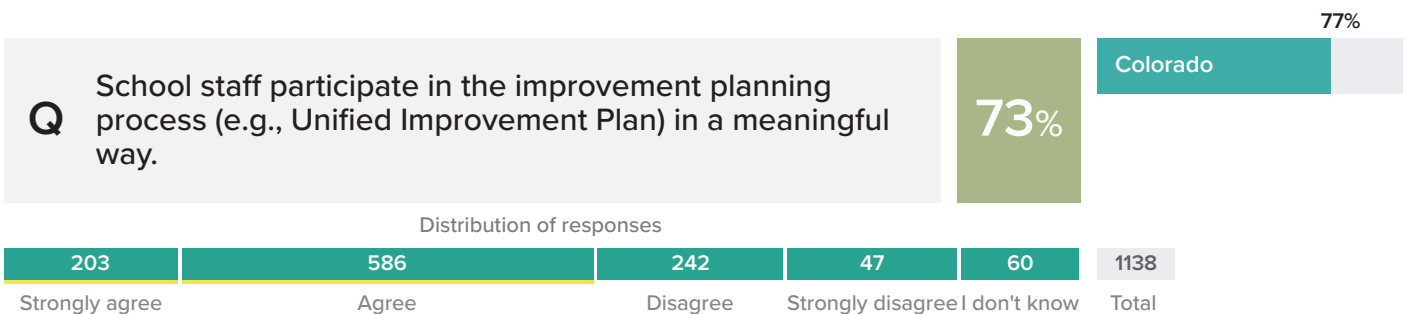 77%
Q
School staff participate in the improvement planning
process (e.g., Unified Improvement Plan) in a meaningful
way.
73%
Colorado
Distribution of responses
203 586 242 47 60 1138
Strongly agree Agree Disagree Strongly disagree I don't know Total